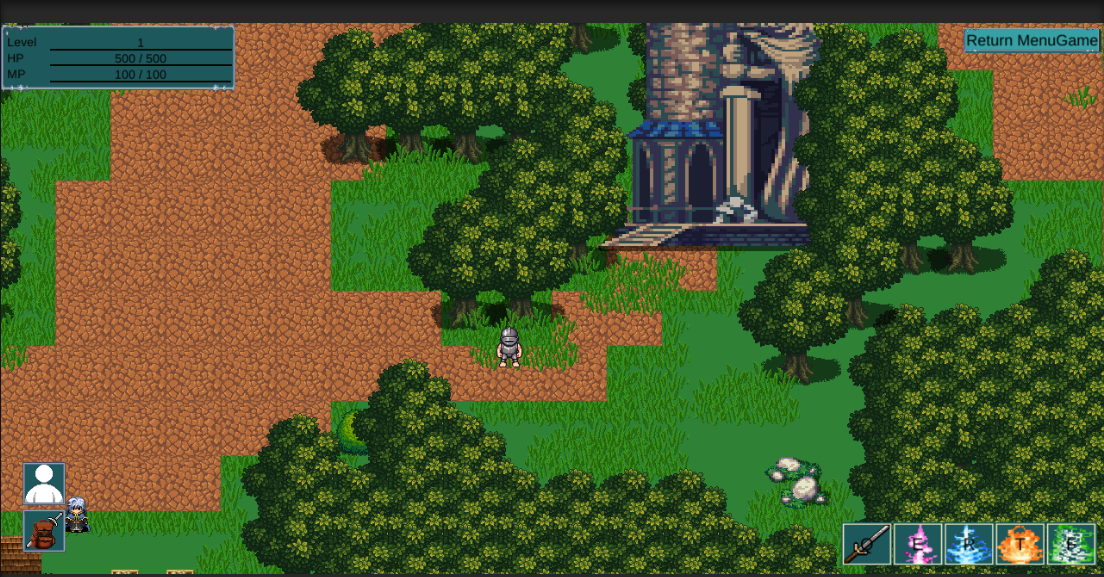 Level 1
HP 500 / 500
MP 100 / 100
Return MenuGame
T